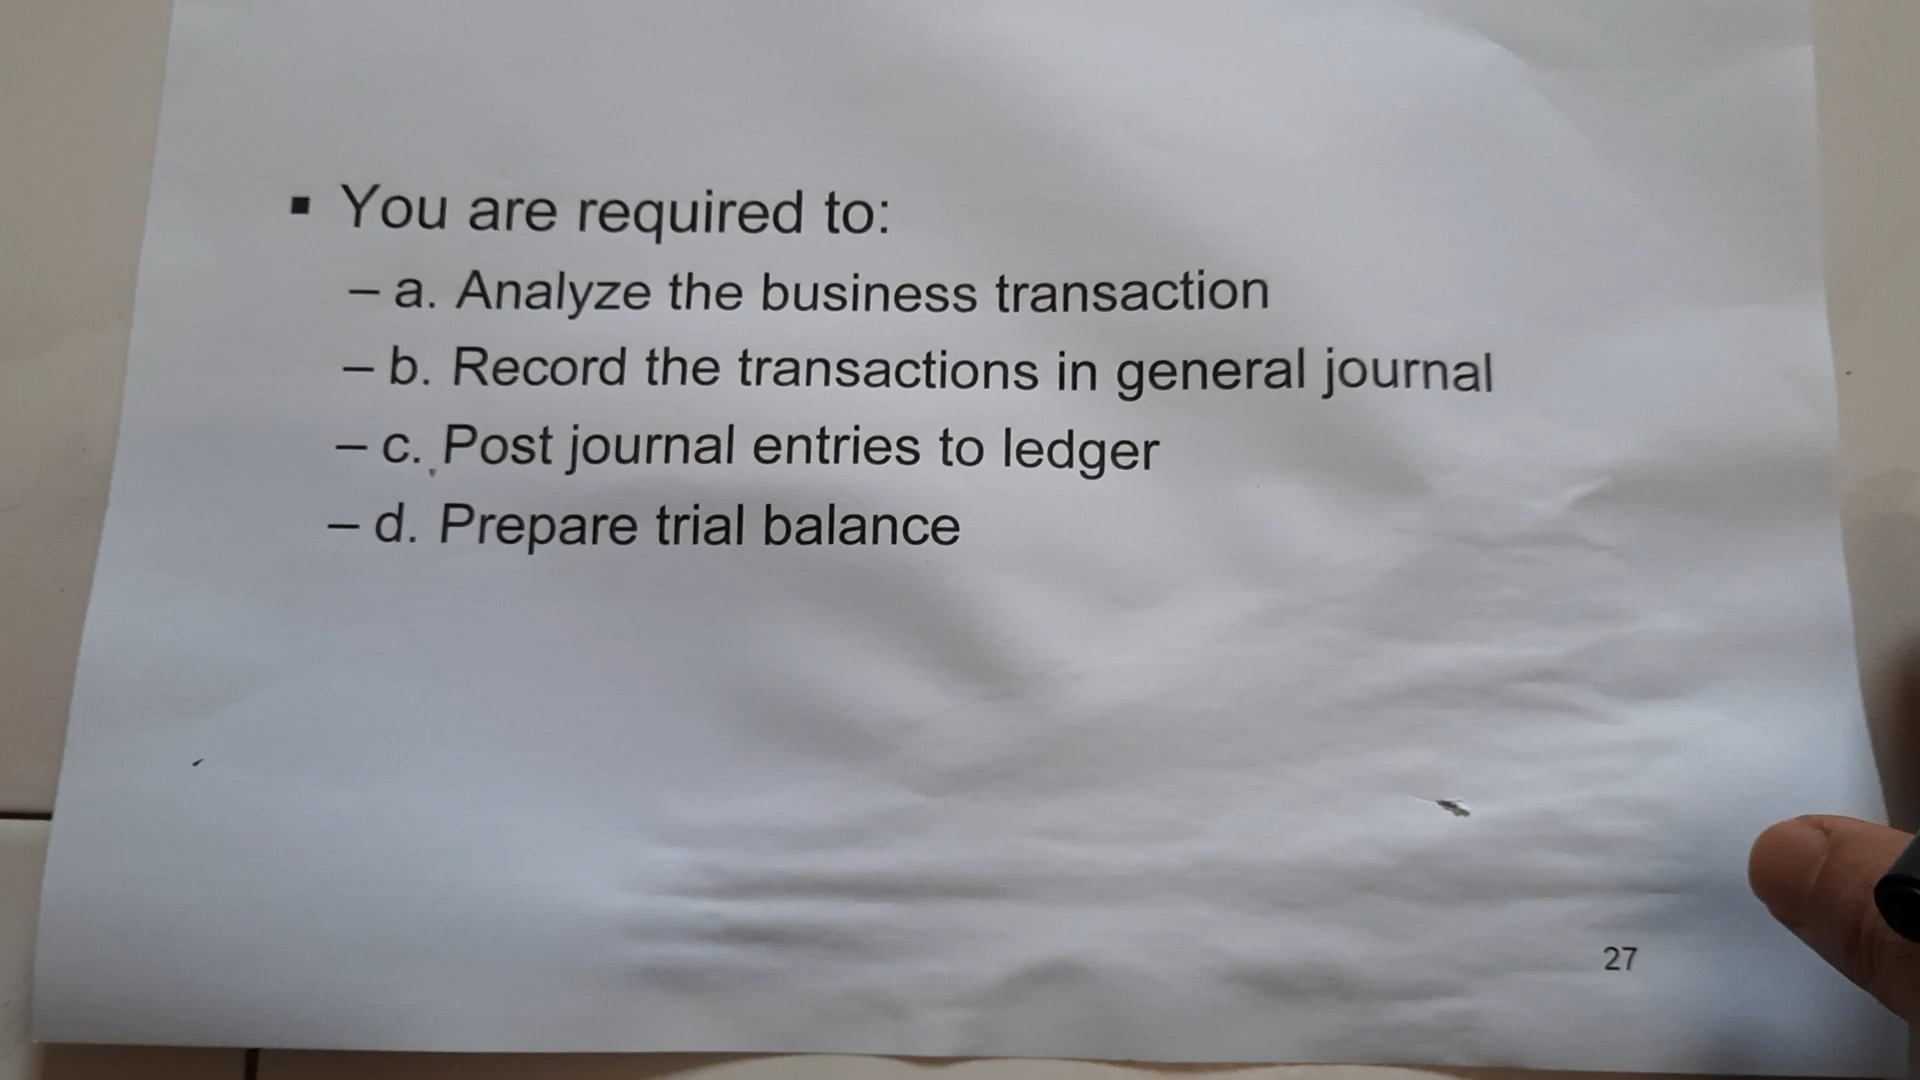 ▪ You are required to:
– a. Analyze the business transaction
– b. Record the transactions in general journal
– c. Post journal entries to ledger
– d. Prepare trial balance
27